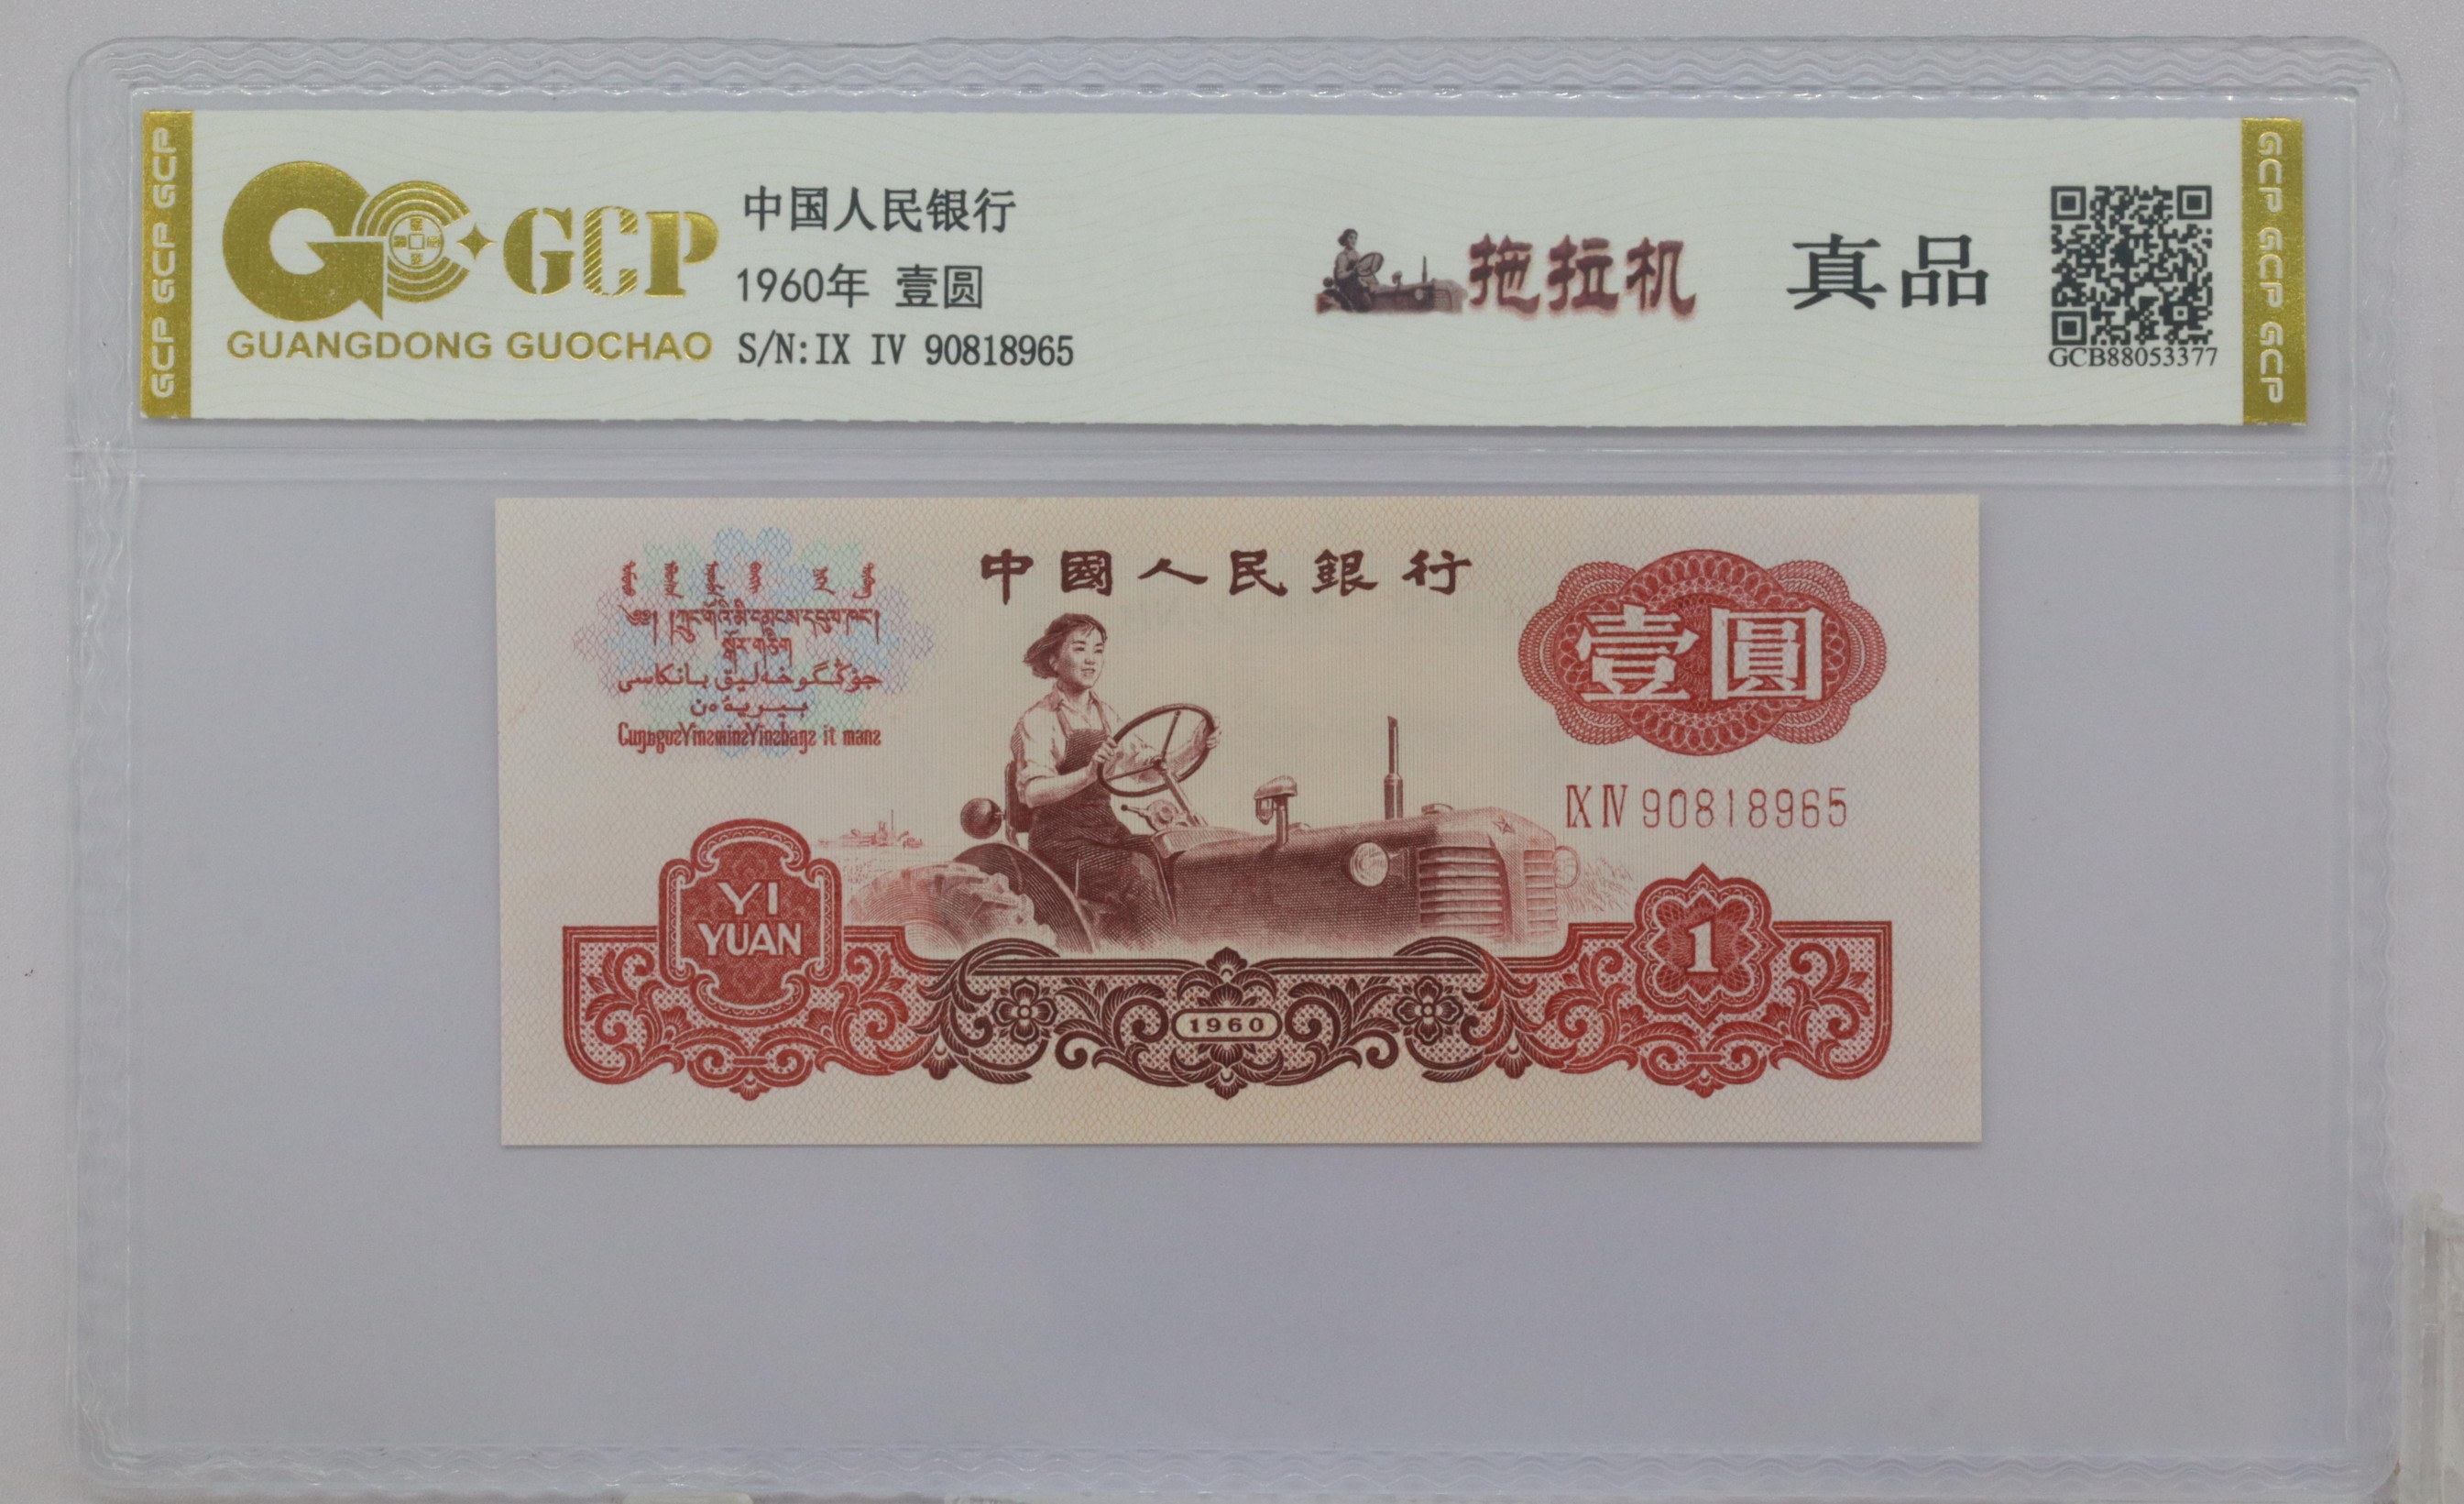 GCP GCP GCP
GCP
GUANGDONG GUOCHAO
中国人民银行
1960年 壹圆
S/N:IX IV 90818965
拖拉机
真品
GCB88053377
GCP GCP GCP
中國人民銀行
壹圓
IX IV 90818965
YI
YUAN
1
1960